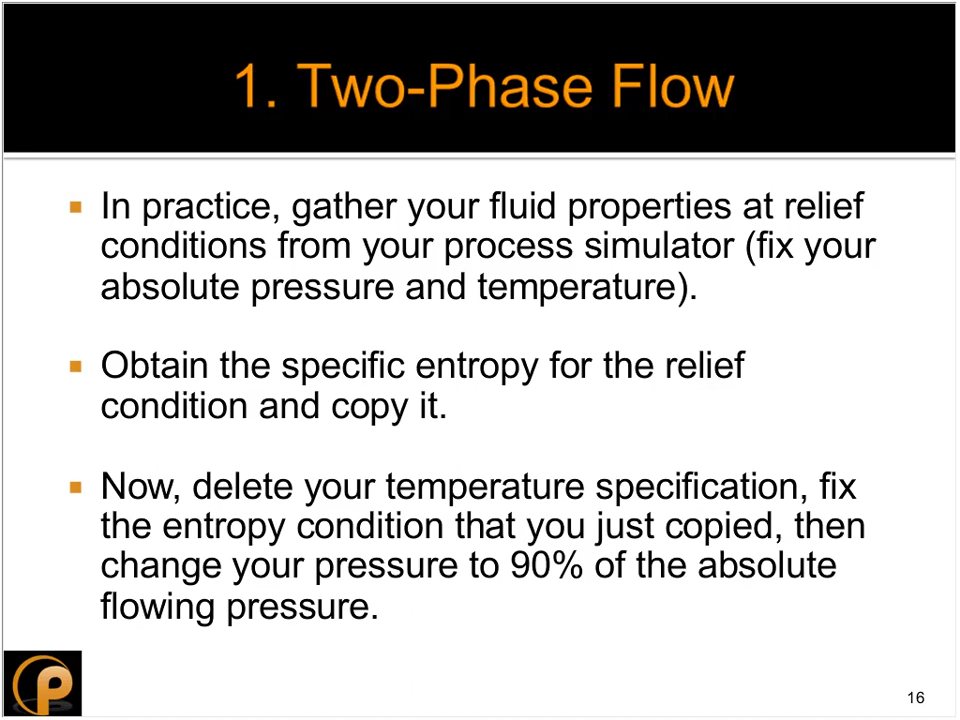 1. Two-Phase Flow
In practice, gather your fluid properties at relief
conditions from your process simulator (fix your
absolute pressure and temperature).
Obtain the specific entropy for the relief
condition and copy it.
Now, delete your temperature specification, fix
the entropy condition that you just copied, then
change your pressure to 90% of the absolute
flowing pressure.
P
16